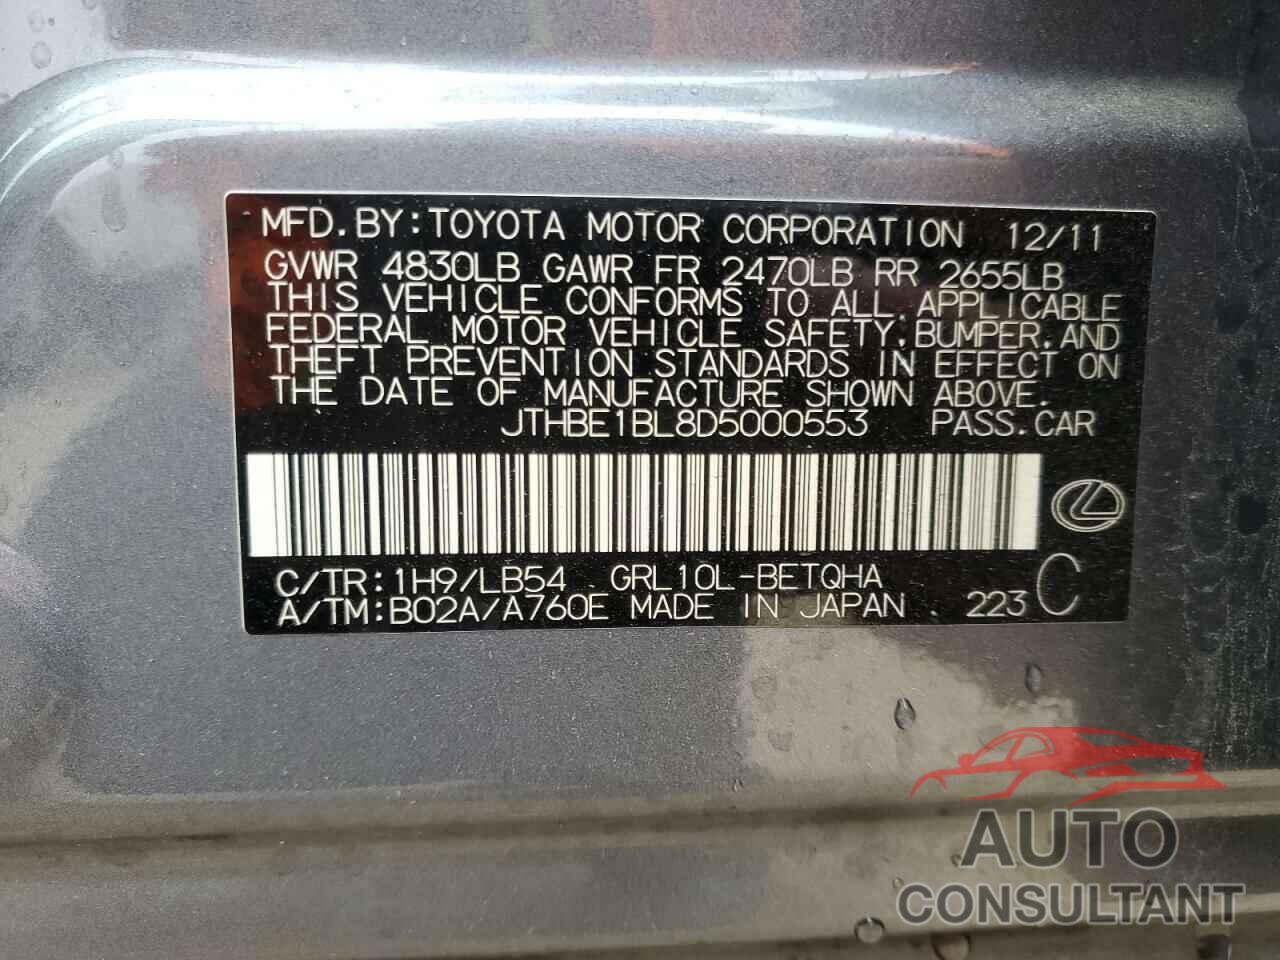 MFD.BY:TOYOTA MOTOR CORPORATION 12/11
GVWR 4830LB GAWR FR 2470LB RR 2655LB
THIS VEHICLE CONFORMS TO ALL APPLICABLE
FEDERAL MOTOR VEHICLE SAFETY,BUMPER,AND
THEFT PREVENTION STANDARDS IN EFFECT ON
THE DATE OF MANUFACTURE SHOWN ABOVE.
JTHBE1BL8D5000553 PASS.CAR
C/TR:1H9/LB54 GRL10L-BETQHA
A/TM:B02A/A760E MADE IN JAPAN 223 C
AUTO
CONSULTANT